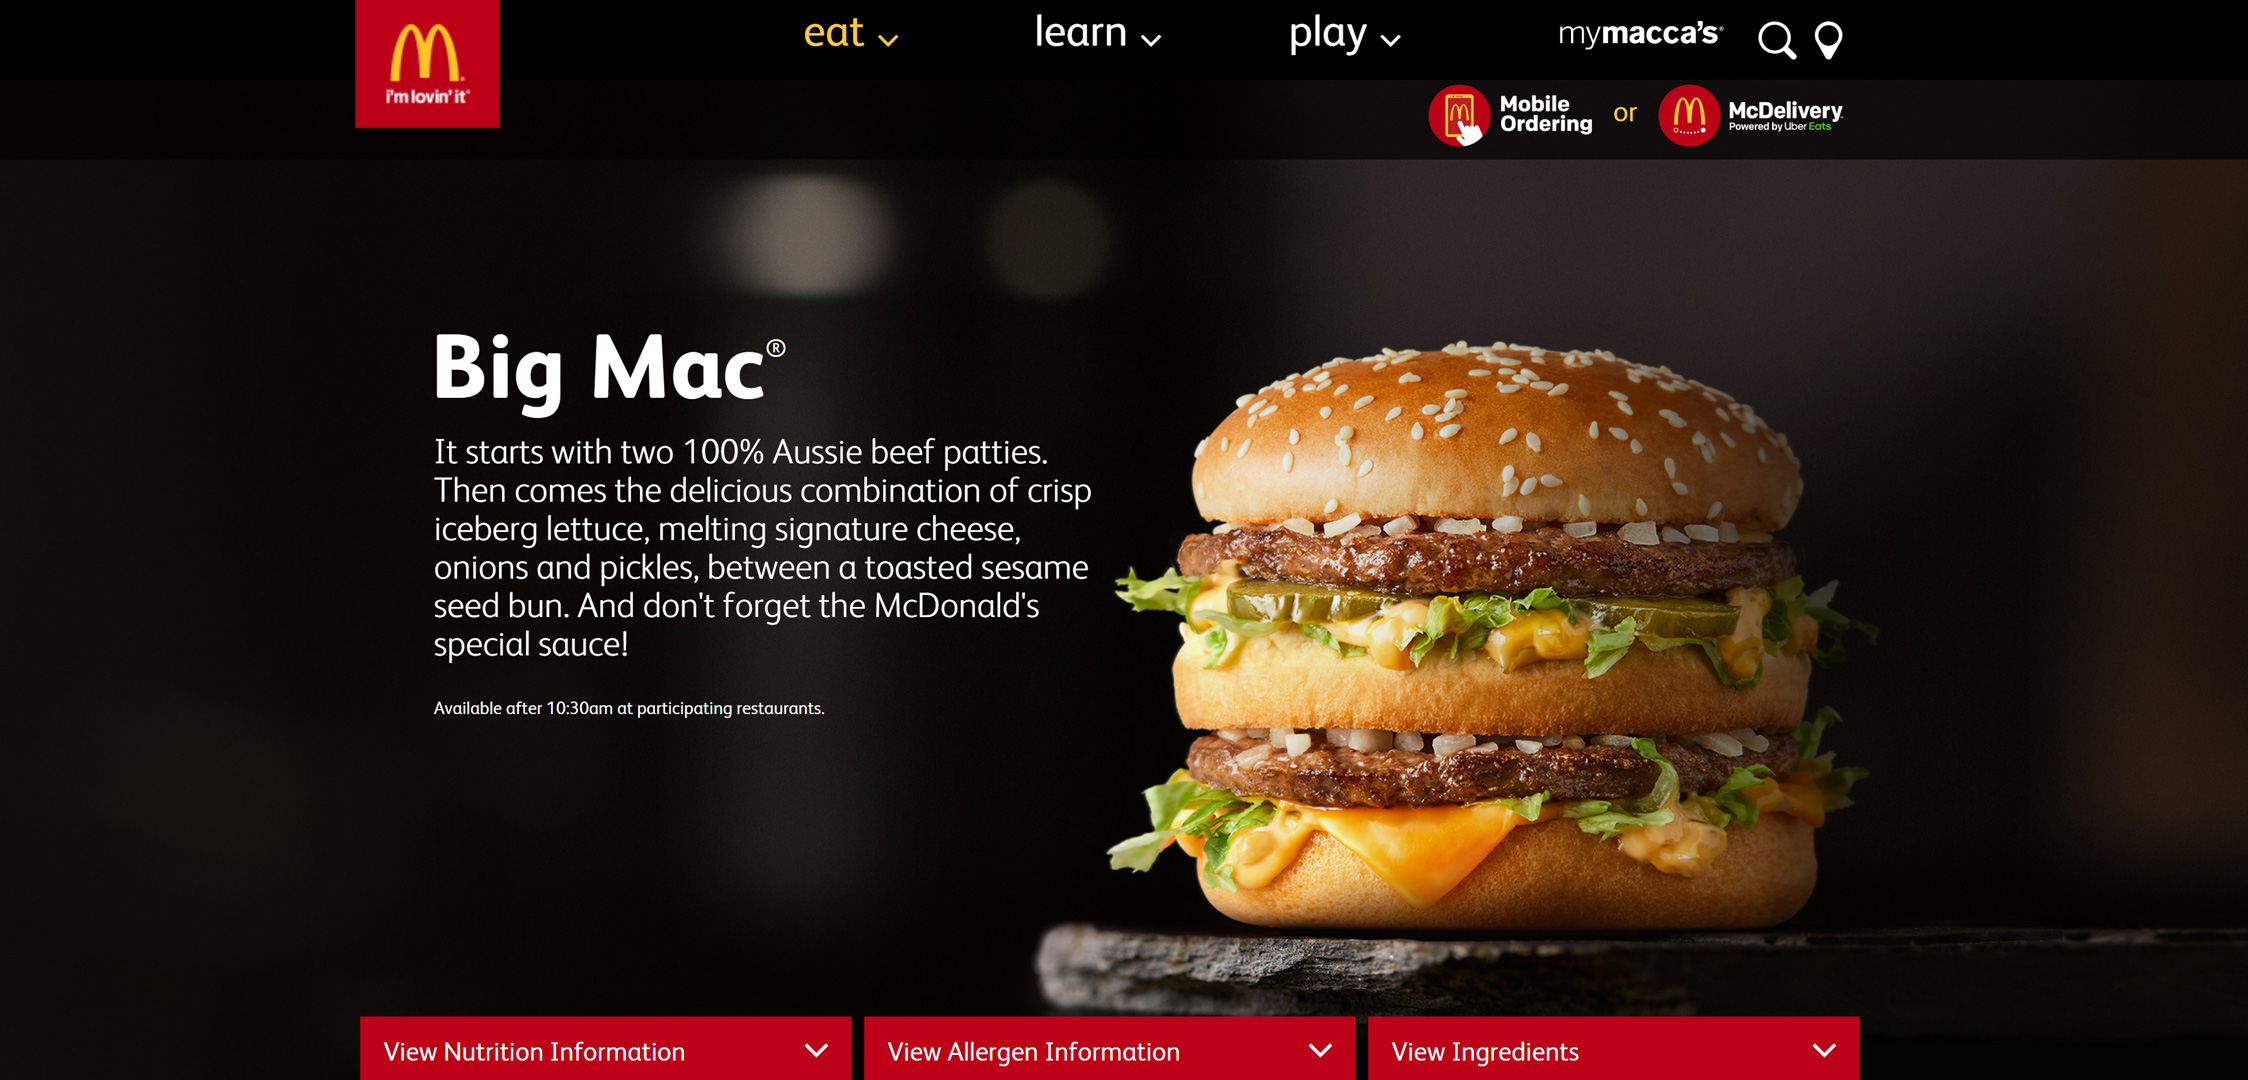 i'm lovin' it®
eat
learn
play
mymacca's®
Mobile
Ordering
or
McDelivery
Powered by Uber Eats
Big Mac®
It starts with two 100% Aussie beef patties.
Then comes the delicious combination of crisp
iceberg lettuce, melting signature cheese,
onions and pickles, between a toasted sesame
seed bun. And don't forget the McDonald's
special sauce!
Available after 10:30am at participating restaurants.
View Nutrition Information
View Allergen Information
View Ingredients